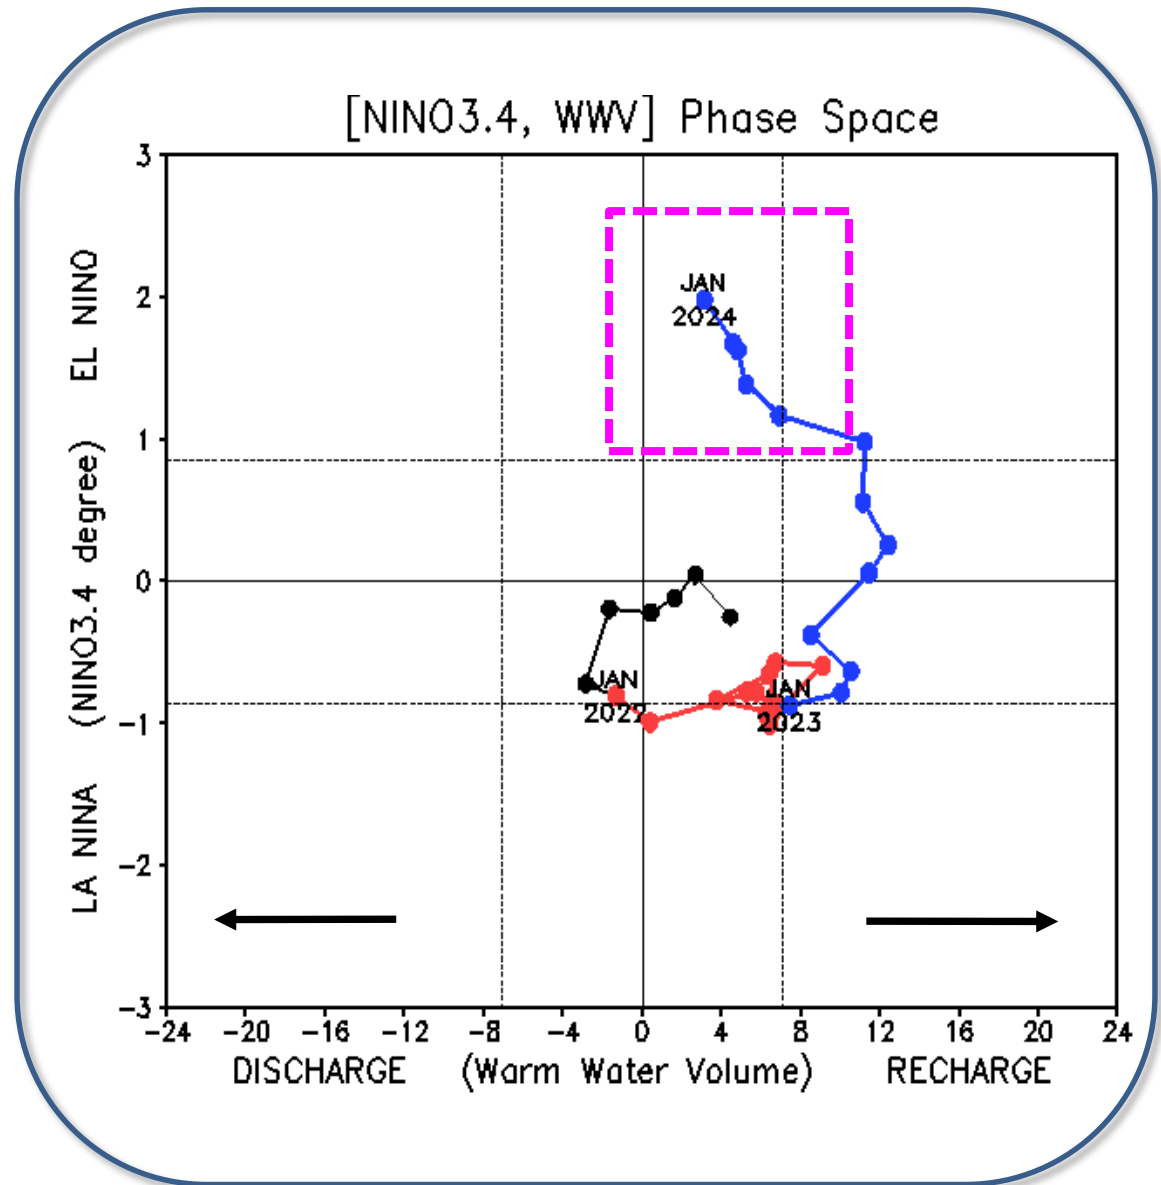 [NINO3.4, WWV] Phase Space
3
2
1
0
−1
−2
−3
LA NINA (NINO3.4 degree) EL NINO
JAN
2024
JAN
2022
JAN
2023
−24 −20 −16 −12 −8 −4 0 4 8 12 16 20 24
DISCHARGE (Warm Water Volume) RECHARGE